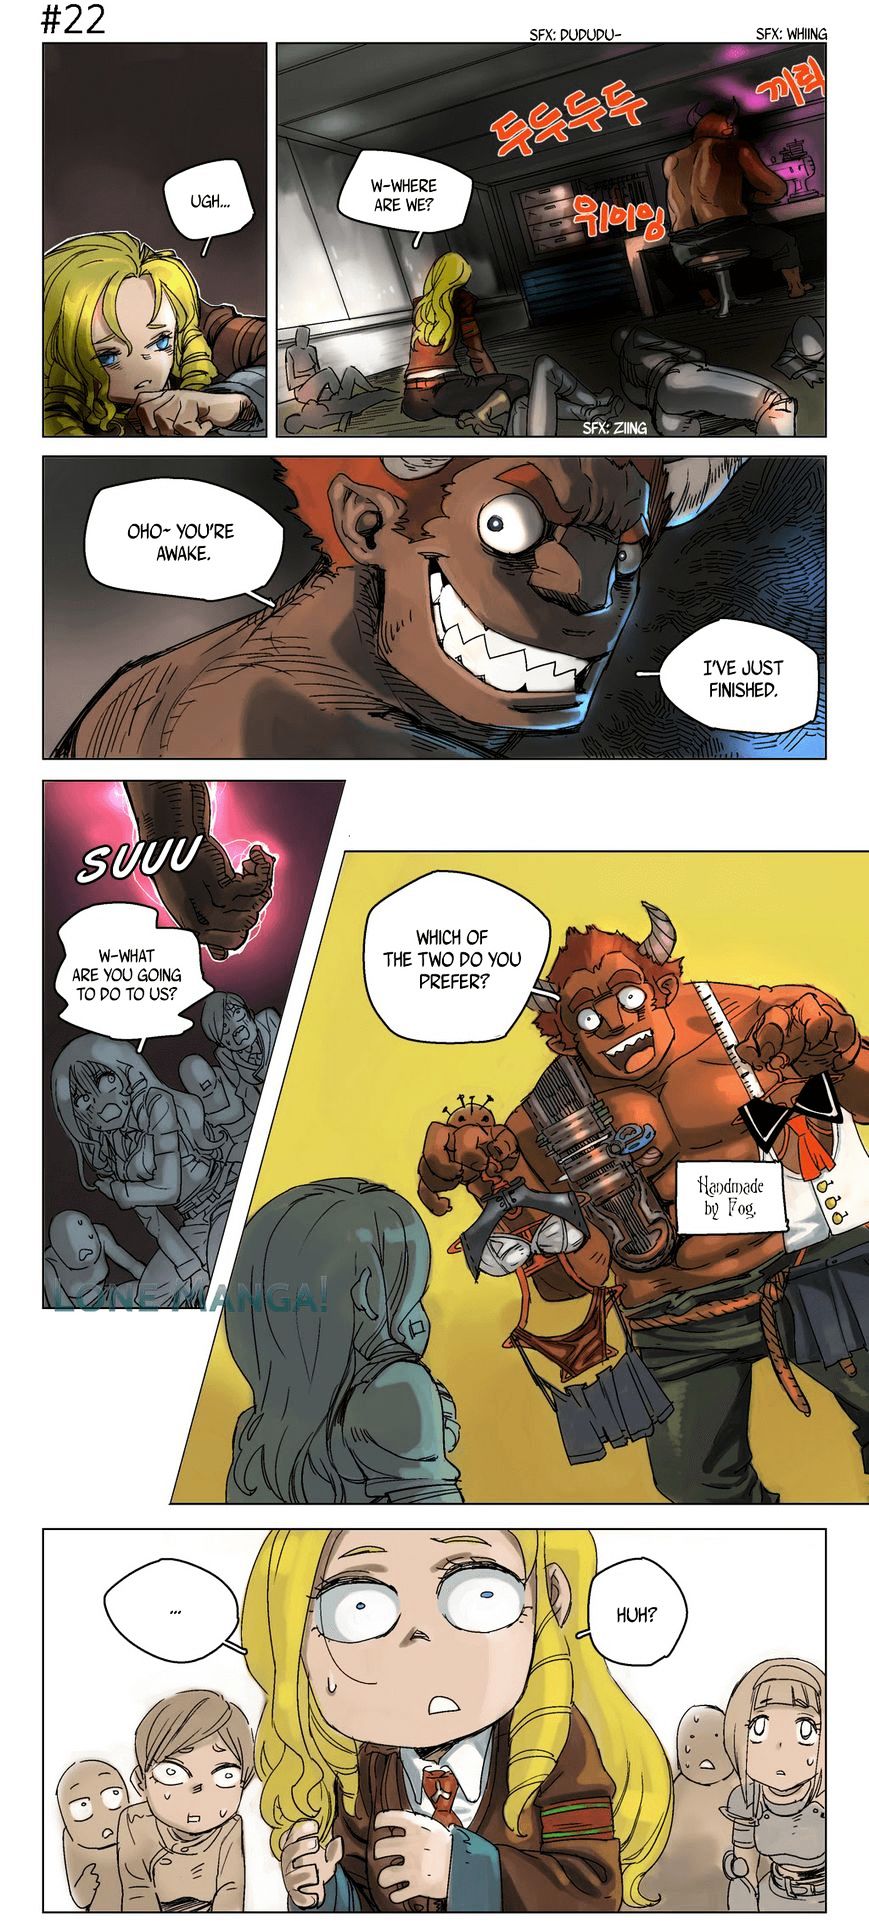 #22
SFX: DUDUDU-
SFX: WHIING
UGH...
W-WHERE
ARE WE?
두두두두
끼릭
위이잉
SFX: ZIING
OHO~ YOU'RE
AWAKE.
I'VE JUST
FINISHED.
SUUU
W-WHAT
ARE YOU GOING
TO DO TO US?
WHICH OF
THE TWO DO YOU
PREFER?
Handmade
by Fog.
LONE MANGA!
...
HUH?